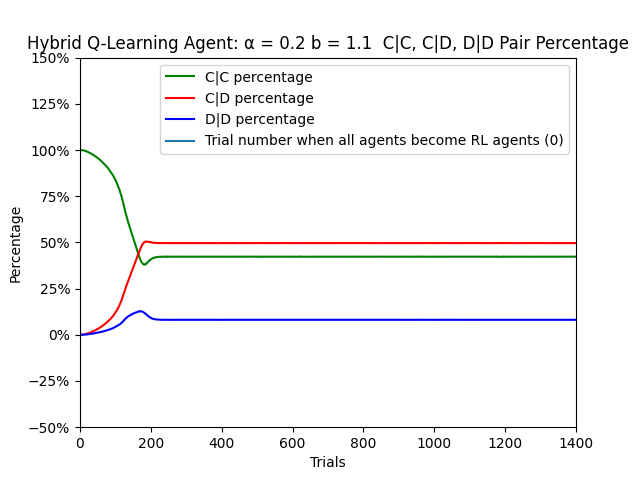 Hybrid Q-Learning Agent: α = 0.2 b = 1.1  C|C, C|D, D|D Pair Percentage
150%
125%
100%
75%
50%
25%
0%
−25%
−50%
Percentage
C|C percentage
C|D percentage
D|D percentage
Trial number when all agents become RL agents (0)
0 200 400 600 800 1000 1200 1400
Trials